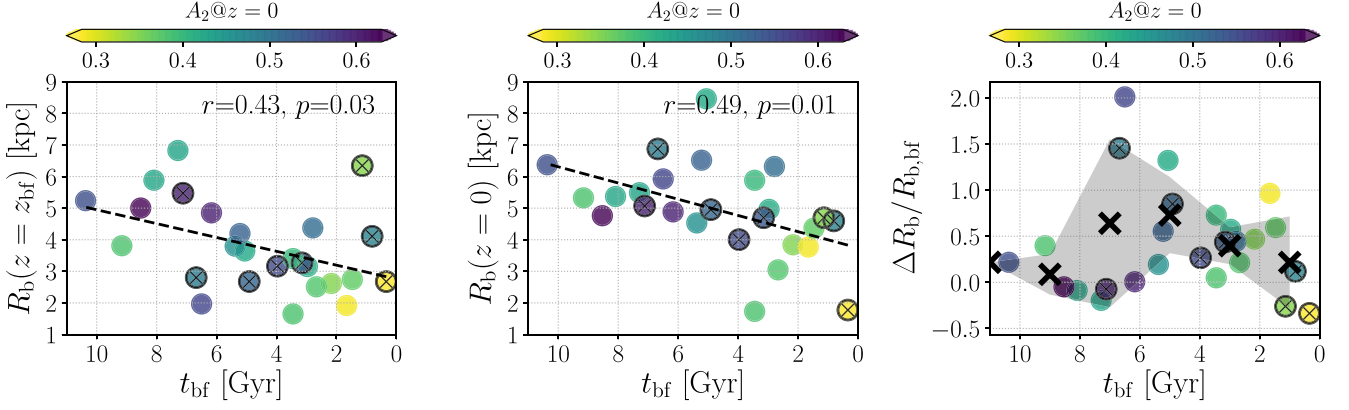 A₂@z = 0
0.3 0.4 0.5 0.6
r=0.43, p=0.03
R_b(z = z_bf) [kpc]
9
8
7
6
5
4
3
2
1
10 8 6 4 2 0
t_bf [Gyr]
A₂@z = 0
0.3 0.4 0.5 0.6
r=0.49, p=0.01
R_b(z = 0) [kpc]
9
8
7
6
5
4
3
2
1
10 8 6 4 2 0
t_bf [Gyr]
A₂@z = 0
0.3 0.4 0.5 0.6
ΔR_b/R_b,bf
2.0
1.5
1.0
0.5
0.0
−0.5
10 8 6 4 2 0
t_bf [Gyr]